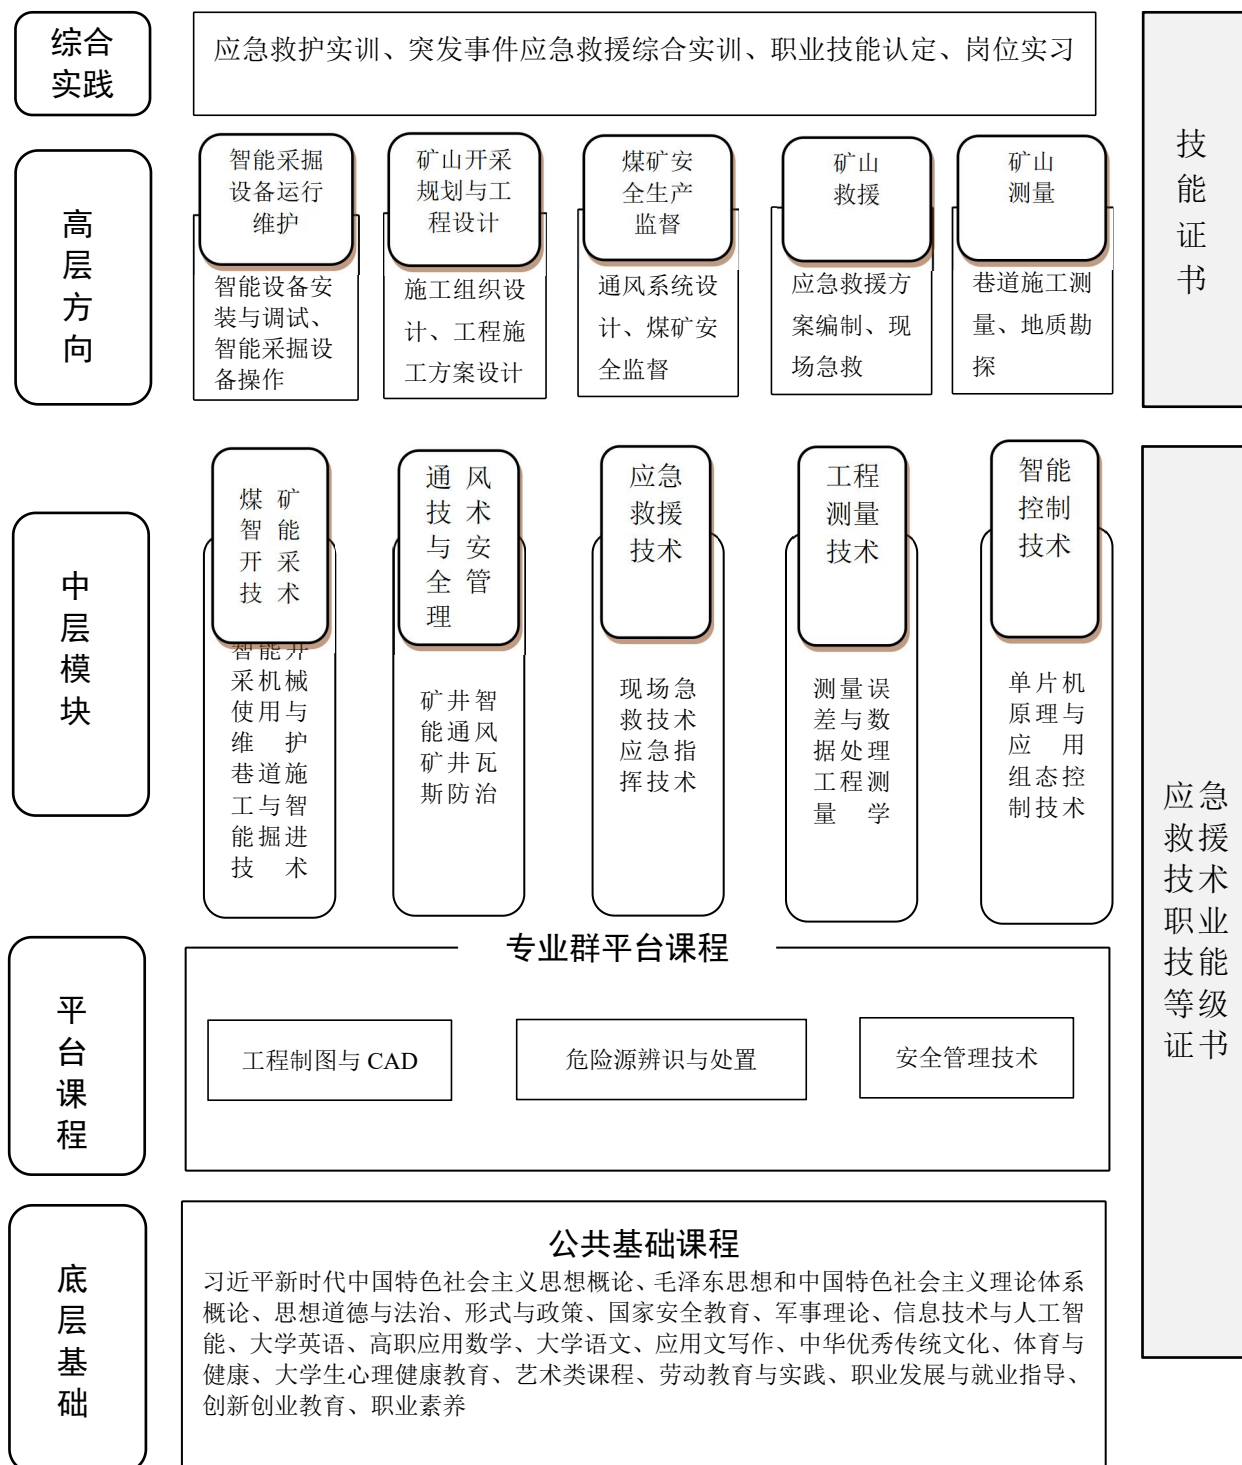 综合
实践
应急救护实训、突发事件应急救援综合实训、职业技能认定、岗位实习
技
能
证
书
高
层
方
向
智能采掘
设备运行
维护
智能设备安
装与调试、
智能采掘设
备操作
矿山开采
规划与工
程设计
施工组织设
计、工程施
工方案设计
煤矿安
全生产
监督
通风系统设
计、煤矿安
全监督
矿山
救援
应急救援方
案编制、现
场急救
矿山
测量
巷道施工测
量、地质勘
探
中
层
模
块
煤矿
智能
开采
技术
智能开
采机械
使用与
维护
巷道施
工与智
能掘进
技术
通风
技术
与安
全管
理
矿井智
能通风
矿井瓦
斯防治
应急
救援
技术
现场急
救技术
应急指
挥技术
工程
测量
技术
测量误
差与数
据处理
工程测
量学
智能
控制
技术
单片机
原理与
应用
组态控
制技术
应急
救援
技术
职业
技能
等级
证书
平
台
课
程
专业群平台课程
工程制图与 CAD
危险源辨识与处置
安全管理技术
底
层
基
础
公共基础课程
习近平新时代中国特色社会主义思想概论、毛泽东思想和中国特色社会主义理论体系
概论、思想道德与法治、形式与政策、国家安全教育、军事理论、信息技术与人工智
能、大学英语、高职应用数学、大学语文、应用文写作、中华优秀传统文化、体育与
健康、大学生心理健康教育、艺术类课程、劳动教育与实践、职业发展与就业指导、
创新创业教育、职业素养